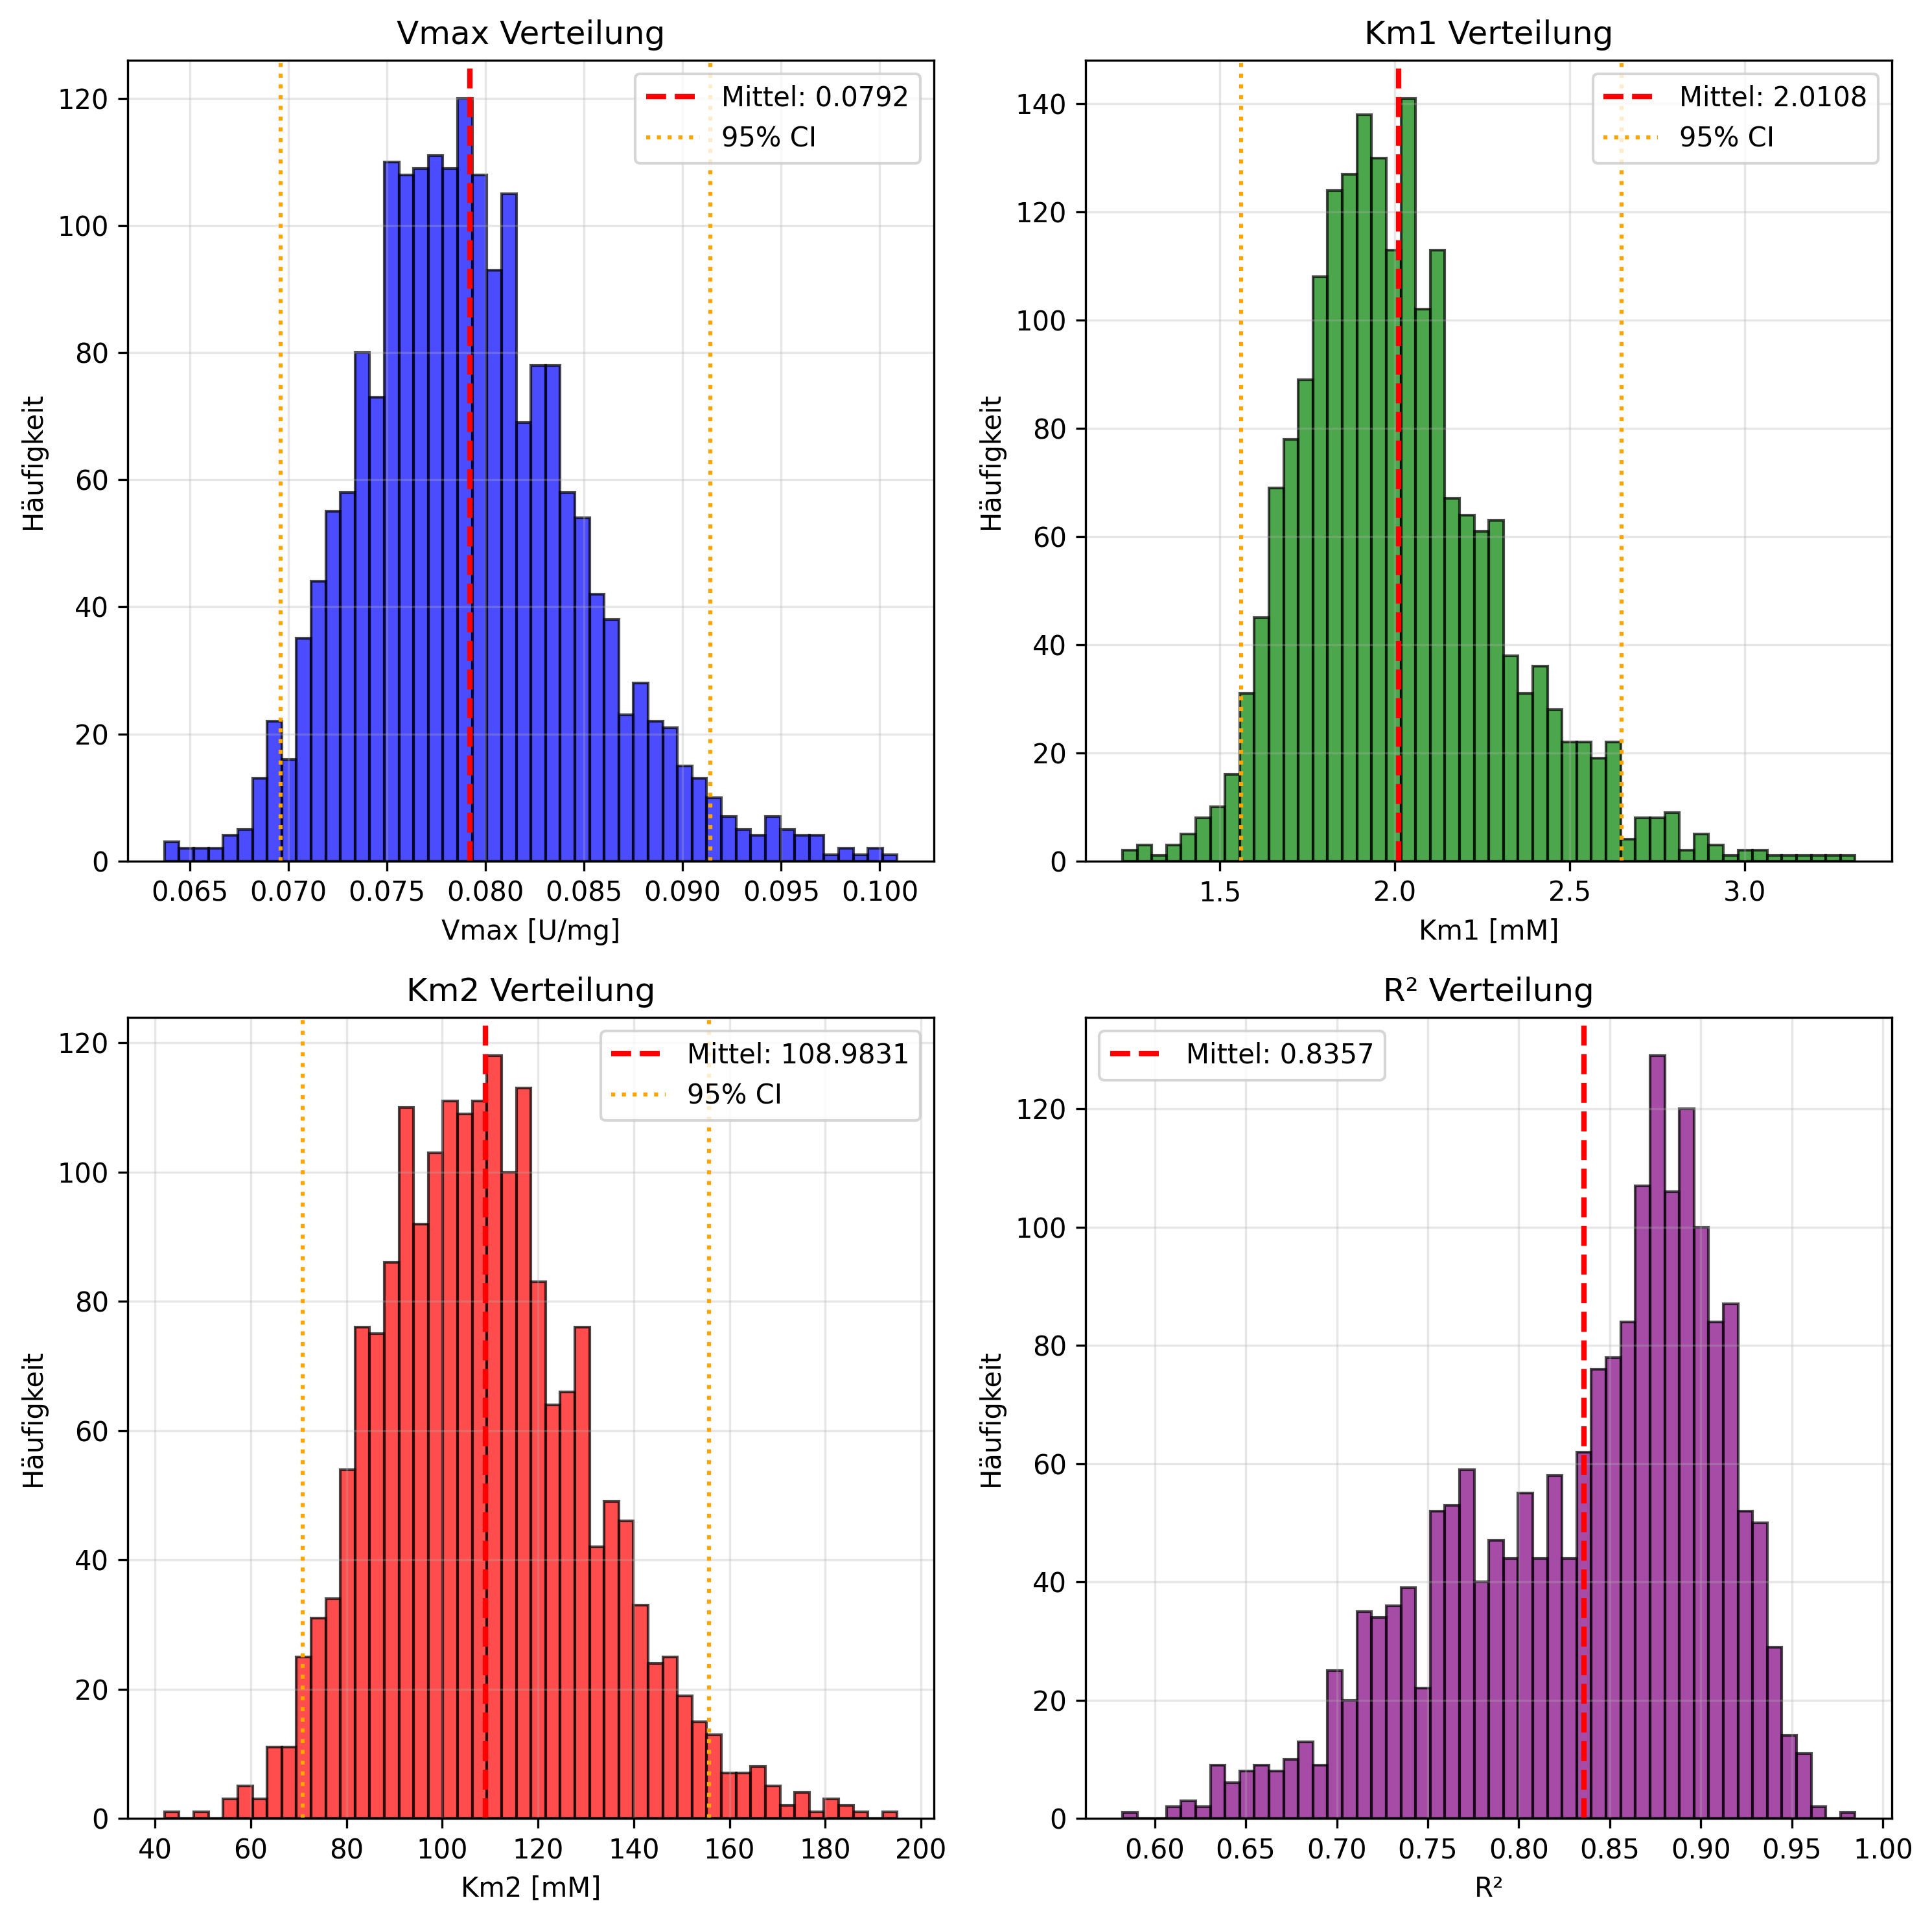 Vmax Verteilung
Mittel: 0.0792
95% CI
Häufigkeit
120
100
80
60
40
20
0
0.065 0.070 0.075 0.080 0.085 0.090 0.095 0.100
Vmax [U/mg]
Km1 Verteilung
Mittel: 2.0108
95% CI
Häufigkeit
140
120
100
80
60
40
20
0
1.5 2.0 2.5 3.0
Km1 [mM]
Km2 Verteilung
Mittel: 108.9831
95% CI
Häufigkeit
120
100
80
60
40
20
0
40 60 80 100 120 140 160 180 200
Km2 [mM]
R² Verteilung
Mittel: 0.8357
Häufigkeit
120
100
80
60
40
20
0
0.60 0.65 0.70 0.75 0.80 0.85 0.90 0.95 1.00
R²